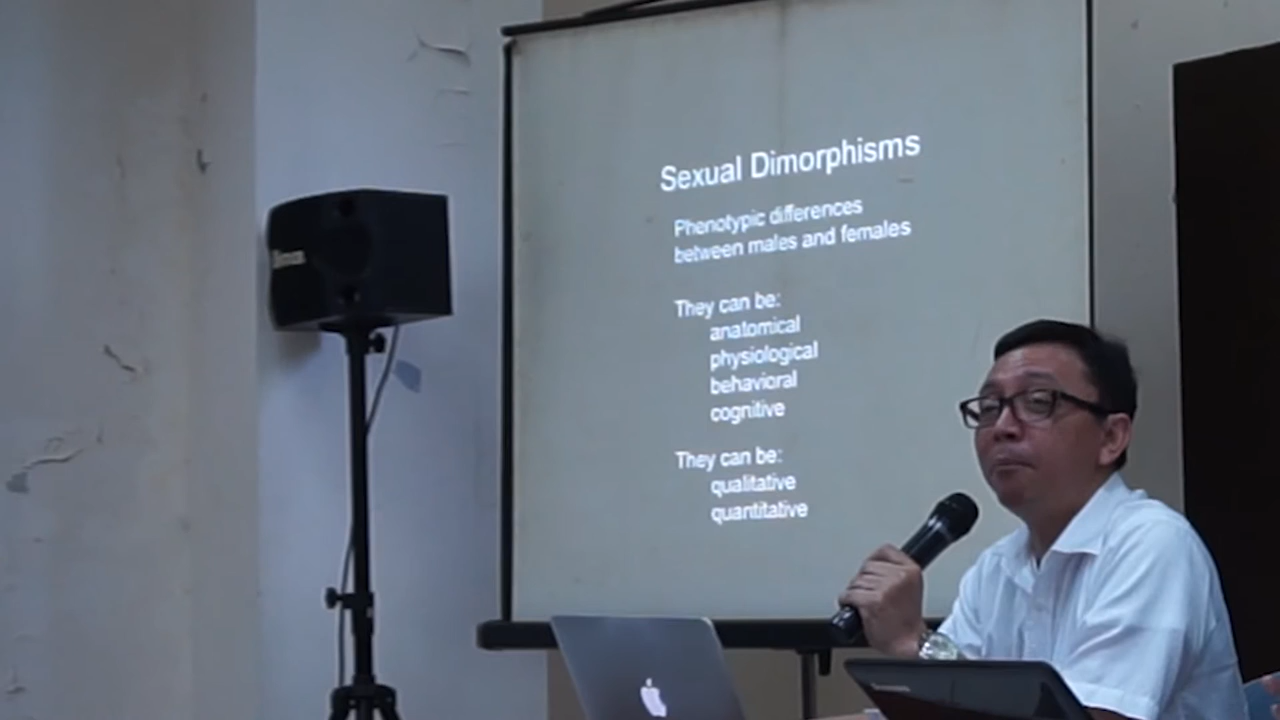 Sexual Dimorphisms
Phenotypic differences
between males and females
They can be:
anatomical
physiological
behavioral
cognitive
They can be:
qualitative
quantitative